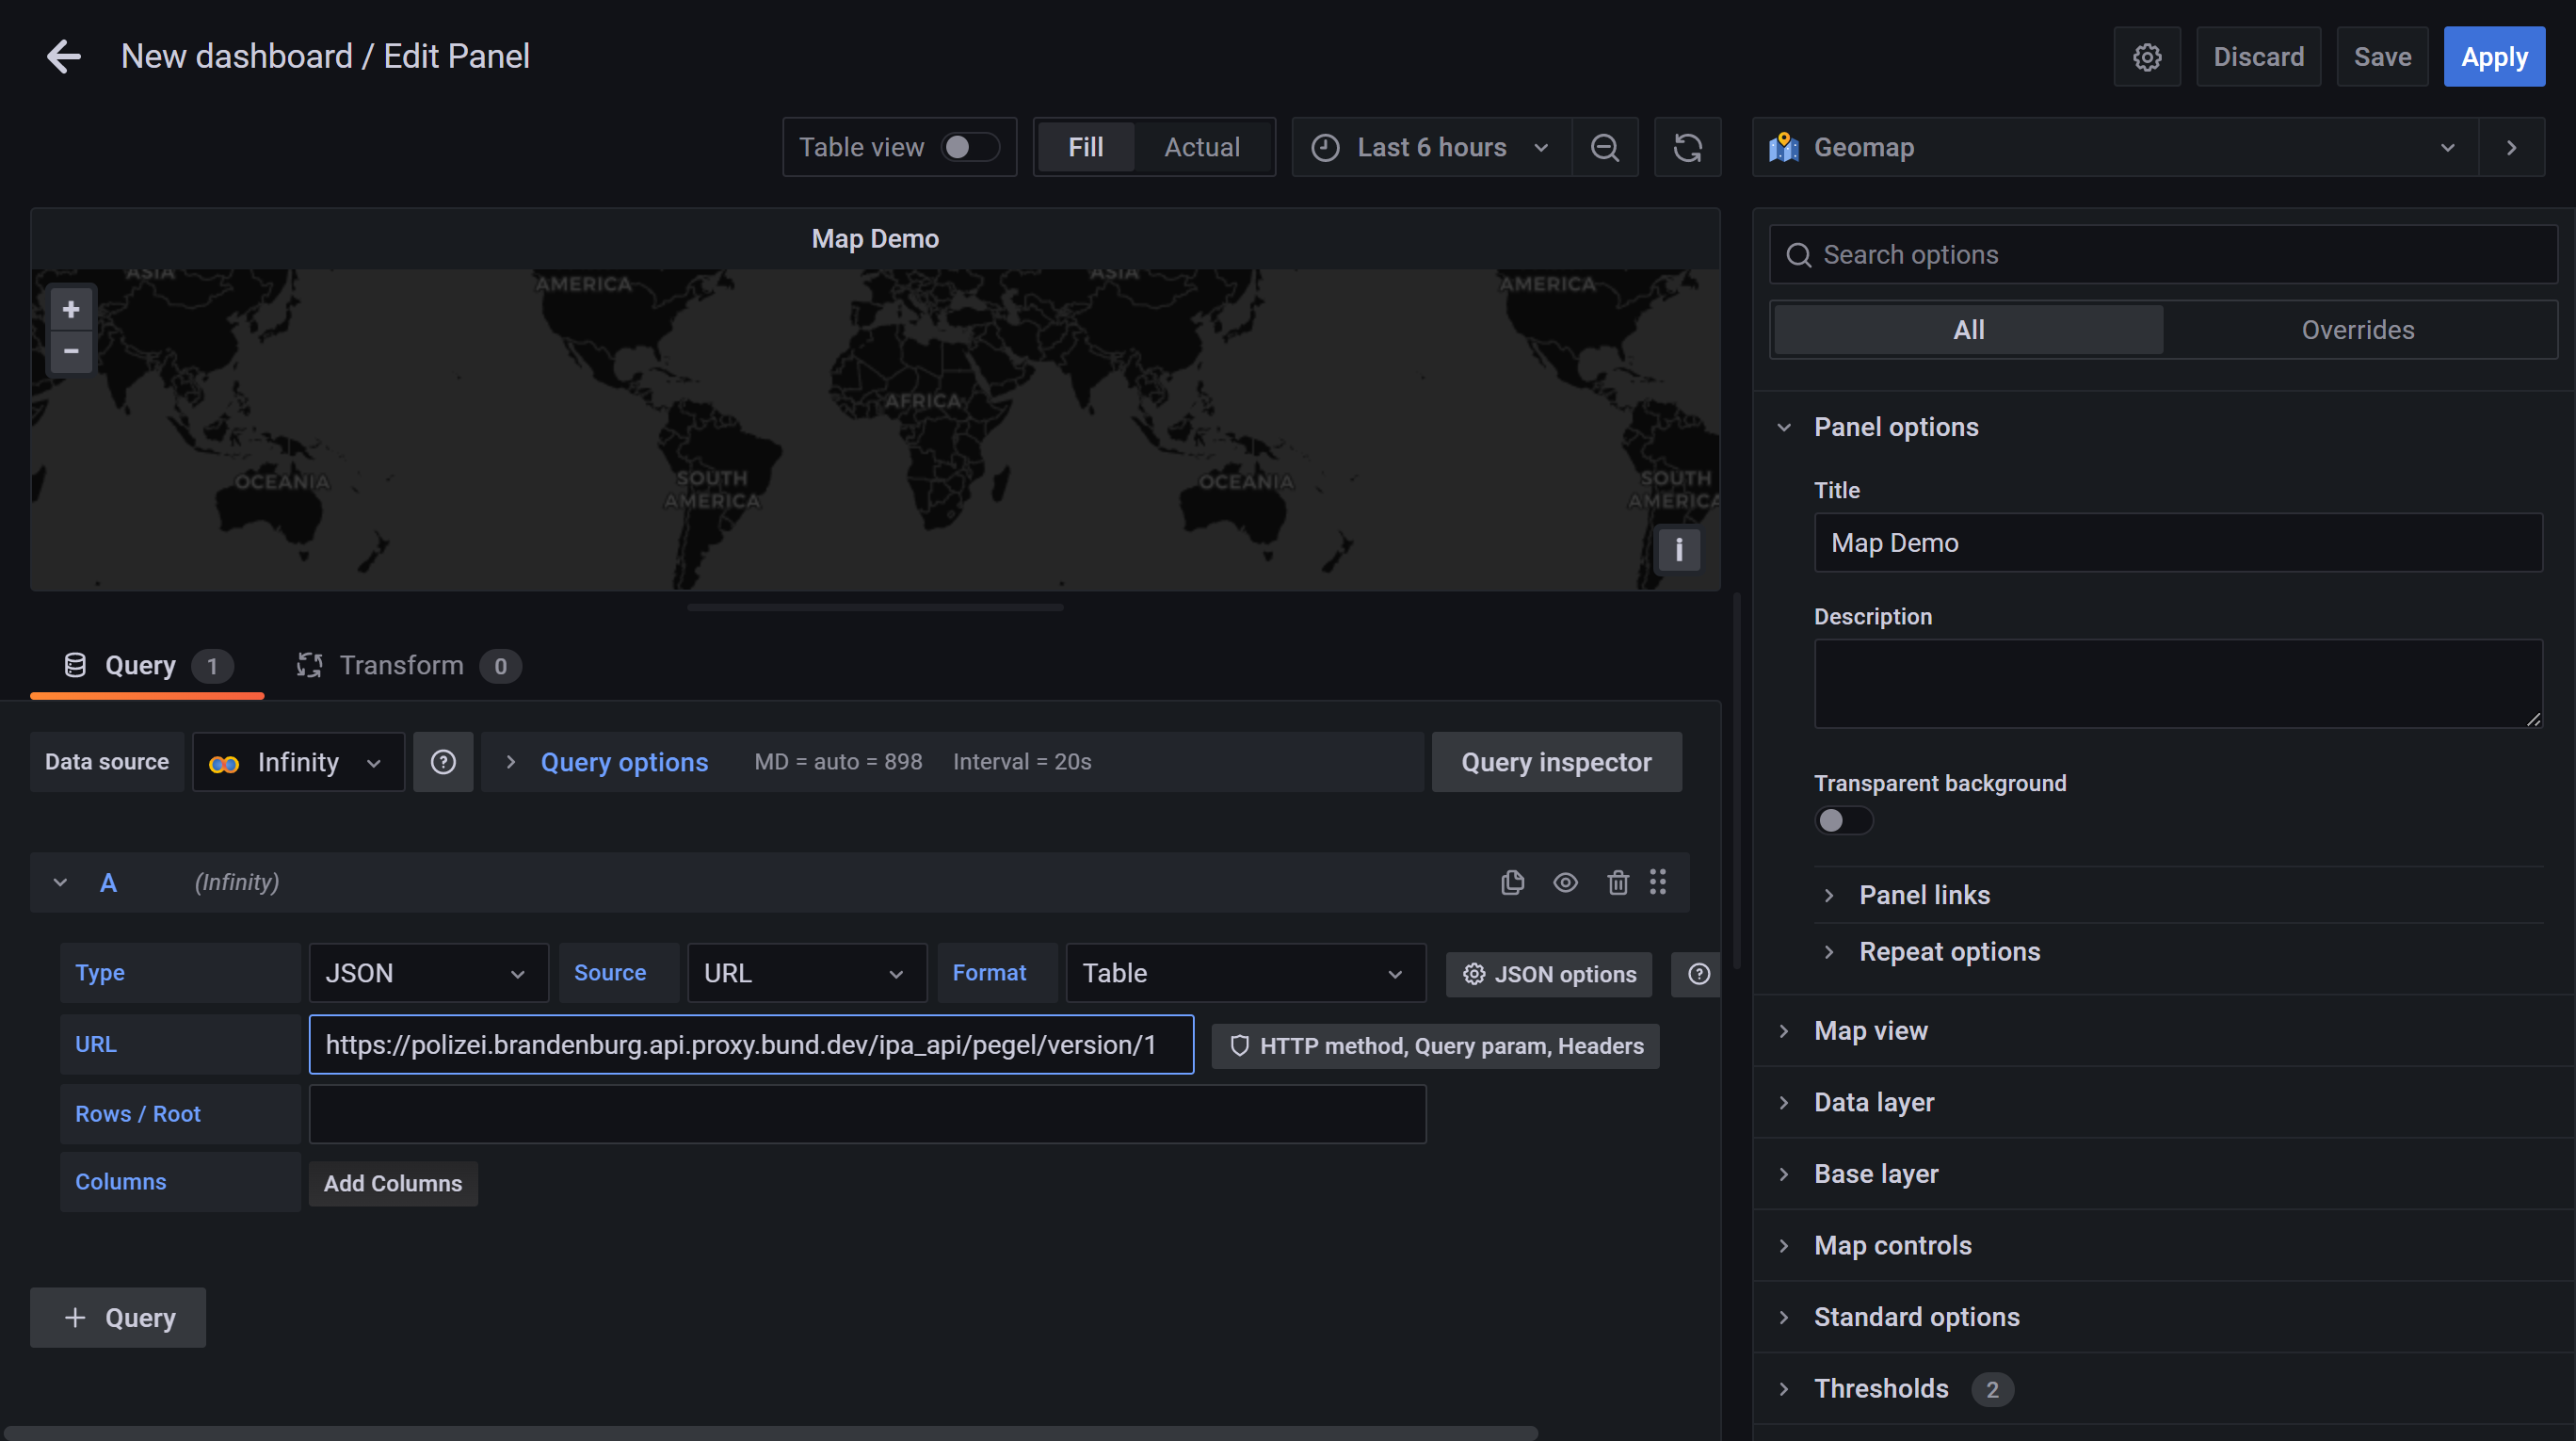 New dashboard / Edit Panel
Discard
Save
Apply
Table view
Fill
Actual
Last 6 hours
Geomap
Map Demo
ASIA
AMERICA
ASIA
AMERICA
AFRICA
OCEANIA
SOUTH
AMERICA
OCEANIA
SOUTH
AMERICA
i
Query 1
Transform 0
Data source
Infinity
Query options
MD = auto = 898
Interval = 20s
Query inspector
A
(Infinity)
Type
JSON
Source
URL
Format
Table
JSON options
URL
https://polizei.brandenburg.api.proxy.bund.dev/ipa_api/pegel/version/1
HTTP method, Query param, Headers
Rows / Root
Columns
Add Columns
+ Query
Search options
All
Overrides
Panel options
Title
Map Demo
Description
Transparent background
Panel links
Repeat options
Map view
Data layer
Base layer
Map controls
Standard options
Thresholds 2